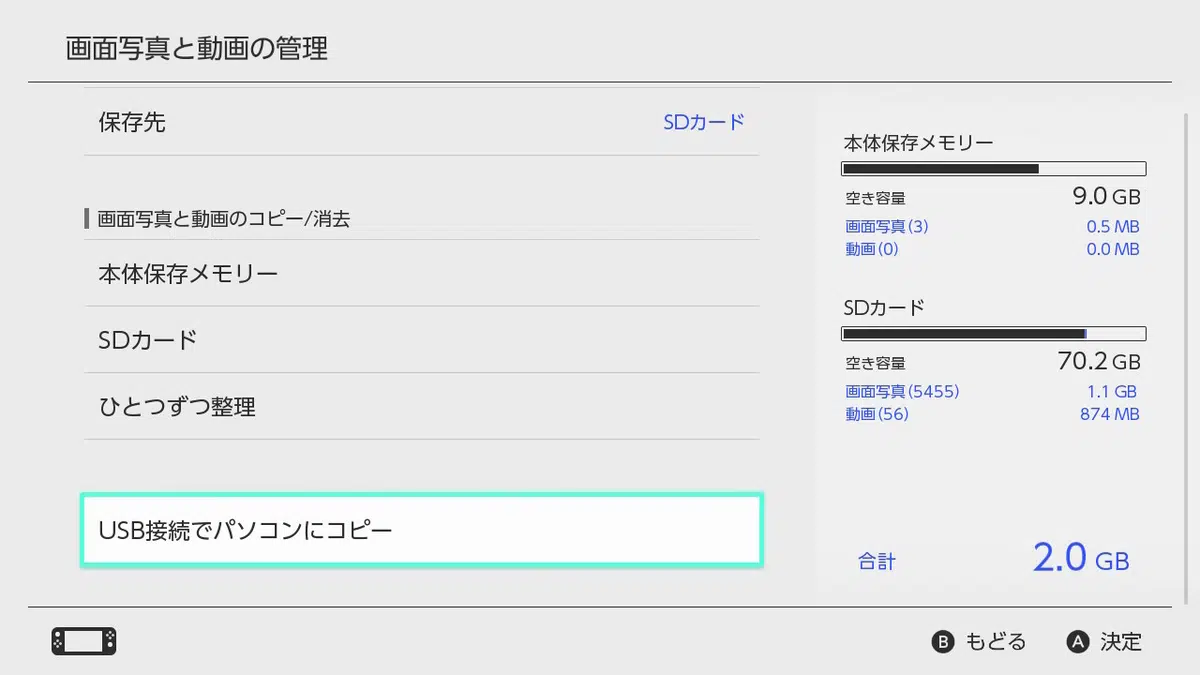 画面写真と動画の管理
保存先 SDカード
画面写真と動画のコピー/消去
本体保存メモリー
SDカード
ひとつずつ整理
USB接続でパソコンにコピー
本体保存メモリー
空き容量 9.0 GB
画面写真(3) 0.5 MB
動画(0) 0.0 MB
SDカード
空き容量 70.2 GB
画面写真(5455) 1.1 GB
動画(56) 874 MB
合計 2.0 GB
B もどる A 決定